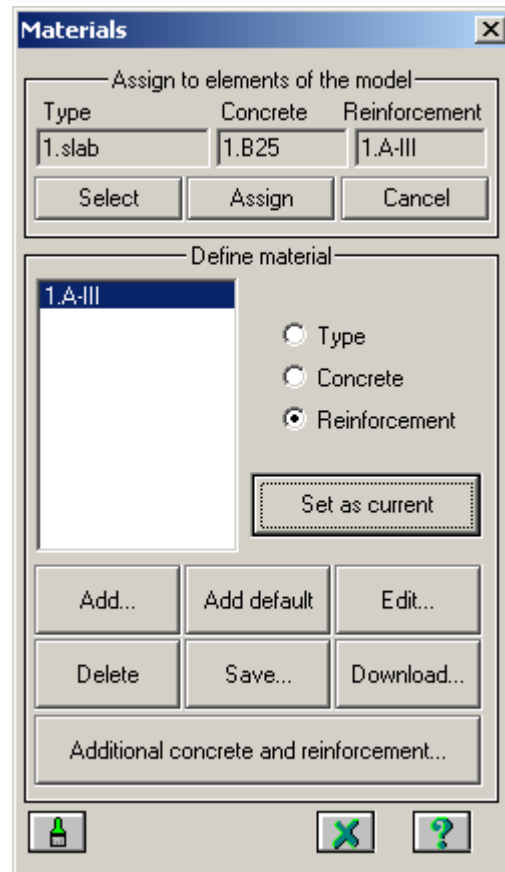 Materials
Assign to elements of the model
Type Concrete Reinforcement
1.slab 1.B25 1.A-III
Select Assign Cancel
Define material
1.A-III
Type
Concrete
Reinforcement
Set as current
Add... Add default Edit...
Delete Save... Download...
Additional concrete and reinforcement...
?